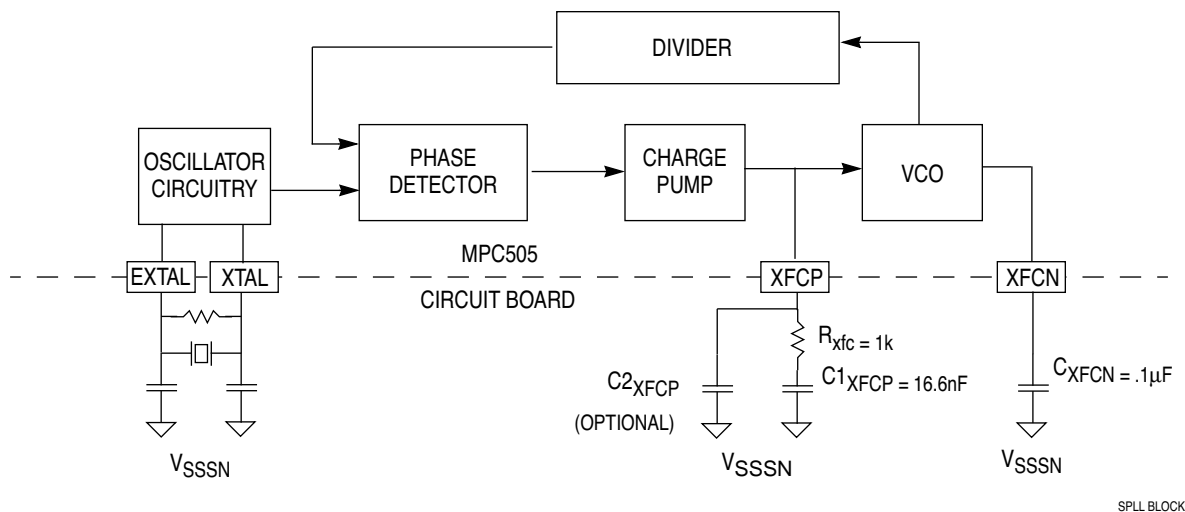 DIVIDER
OSCILLATOR
CIRCUITRY
PHASE
DETECTOR
CHARGE
PUMP
VCO
MPC505
EXTAL
XTAL
XFCP
XFCN
CIRCUIT BOARD
Rxfc = 1k
C2XFCP
(OPTIONAL)
C1XFCP = 16.6nF
CXFCN = .1µF
VSSSN
VSSSN
VSSSN
SPLL BLOCK